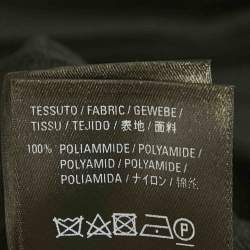 TESSUTO / FABRIC / GEWEBE /
TISSU / TEJIDO / 表地 / 面料
100% POLIAMMIDE / POLYAMIDE /
POLYAMID / POLYAMIDE /
POLIAMIDA / ナイロン / 锦纶
P